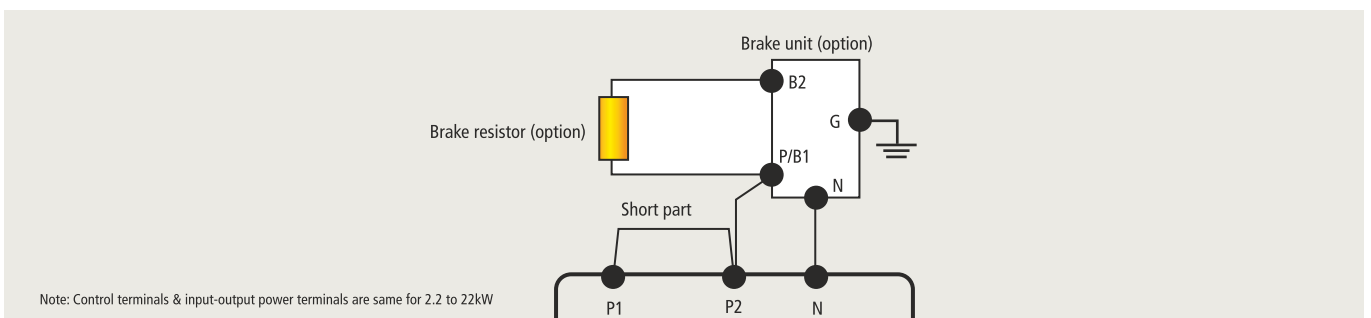 Brake unit (option)
B2
G
Brake resistor (option)
P/B1
N
Short part
Note: Control terminals & input-output power terminals are same for 2.2 to 22kW
P1
P2
N